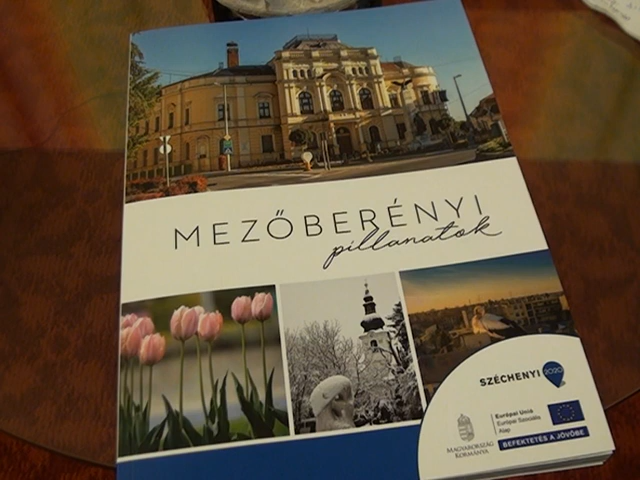 MEZŐBERÉNYI
pillanatok
SZÉCHENYI 2020
Európai Unió
Európai Szociális
Alap
MAGYARORSZÁG
KORMÁNYA
BEFEKTETÉS A JÖVŐBE